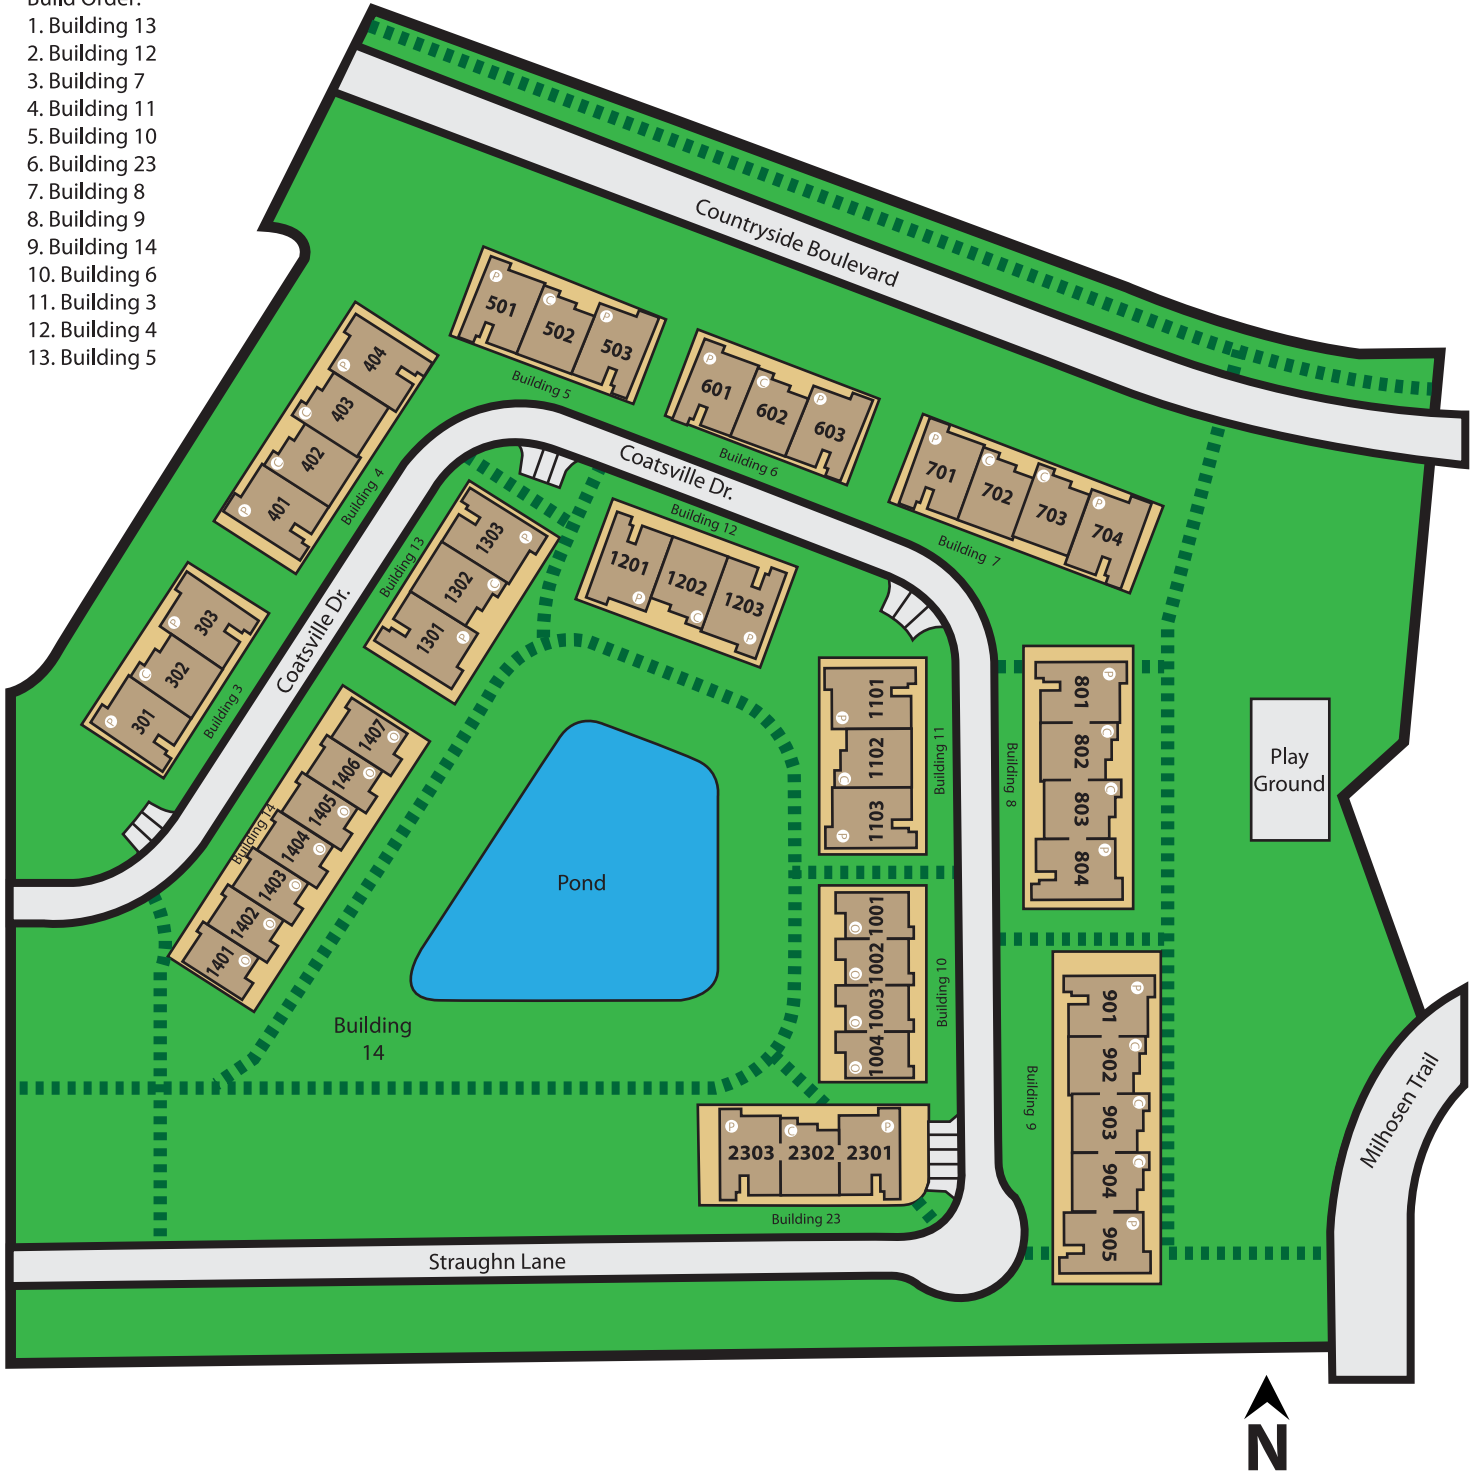 Build Order:
1. Building 13
2. Building 12
3. Building 7
4. Building 11
5. Building 10
6. Building 23
7. Building 8
8. Building 9
9. Building 14
10. Building 6
11. Building 3
12. Building 4
13. Building 5
Countryside Boulevard
P
501
C
502
P
503
Building 5
P
601
C
602
P
603
Building 6
P
701
C
702
C
703
P
704
Building 7
P
404
C
403
C
402
P
401
Building 4
P
303
C
302
P
301
Building 3
Coatsville Dr.
Coatsville Dr.
Building 13
1303
P
1302
C
1301
P
Building 12
1201
P
1202
C
1203
P
Building 14
1407
O
1406
O
1405
O
1404
O
1403
O
1402
O
1401
O
Building
14
Pond
1101
P
1102
C
1103
P
Building 11
1001
O
1002
O
1003
O
1004
O
Building 10
P
801
C
802
C
803
P
804
Building 8
P
901
C
902
C
903
C
904
P
905
Building 9
P
2303
C
2302
P
2301
Building 23
Play
Ground
Straughn Lane
Milhosen Trail
N